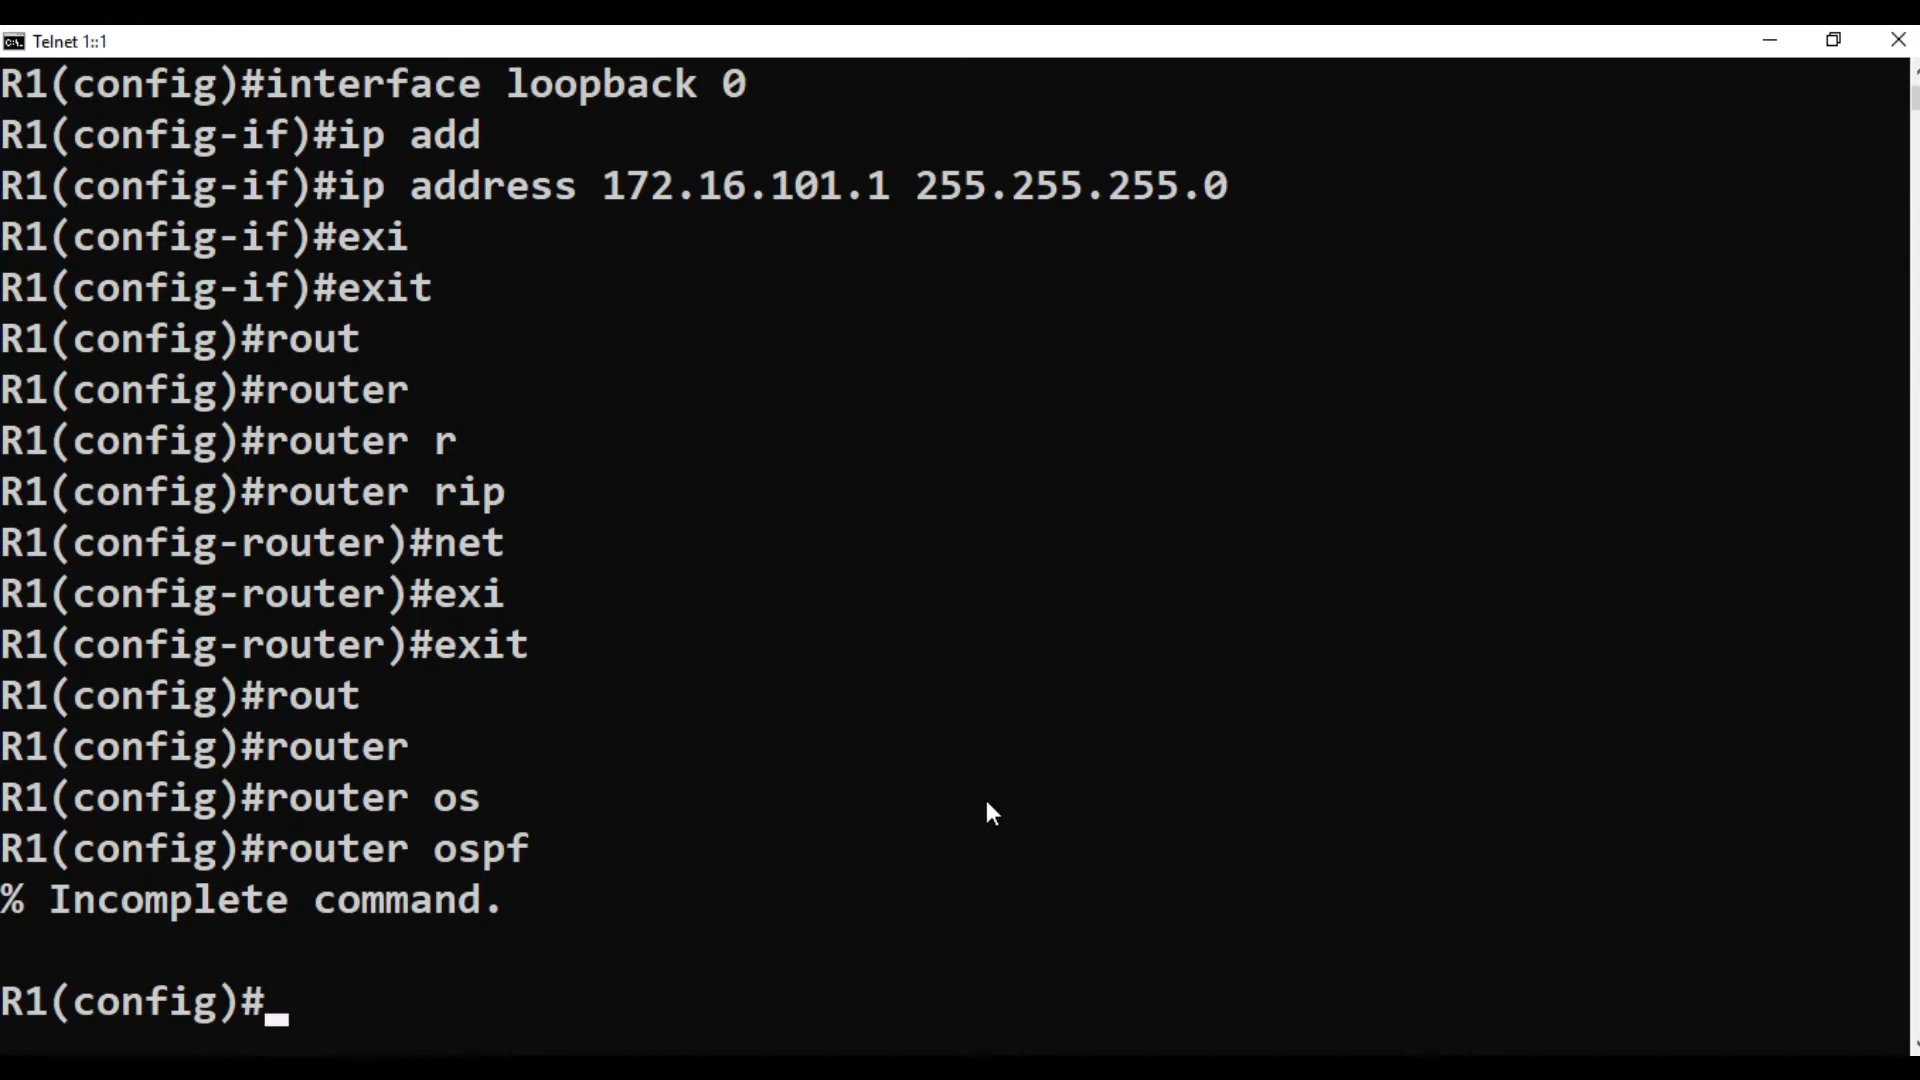 Telnet 1::1
R1(config)#interface loopback 0
R1(config-if)#ip add
R1(config-if)#ip address 172.16.101.1 255.255.255.0
R1(config-if)#exi
R1(config-if)#exit
R1(config)#rout
R1(config)#router
R1(config)#router r
R1(config)#router rip
R1(config-router)#net
R1(config-router)#exi
R1(config-router)#exit
R1(config)#rout
R1(config)#router
R1(config)#router os
R1(config)#router ospf
% Incomplete command.
R1(config)#